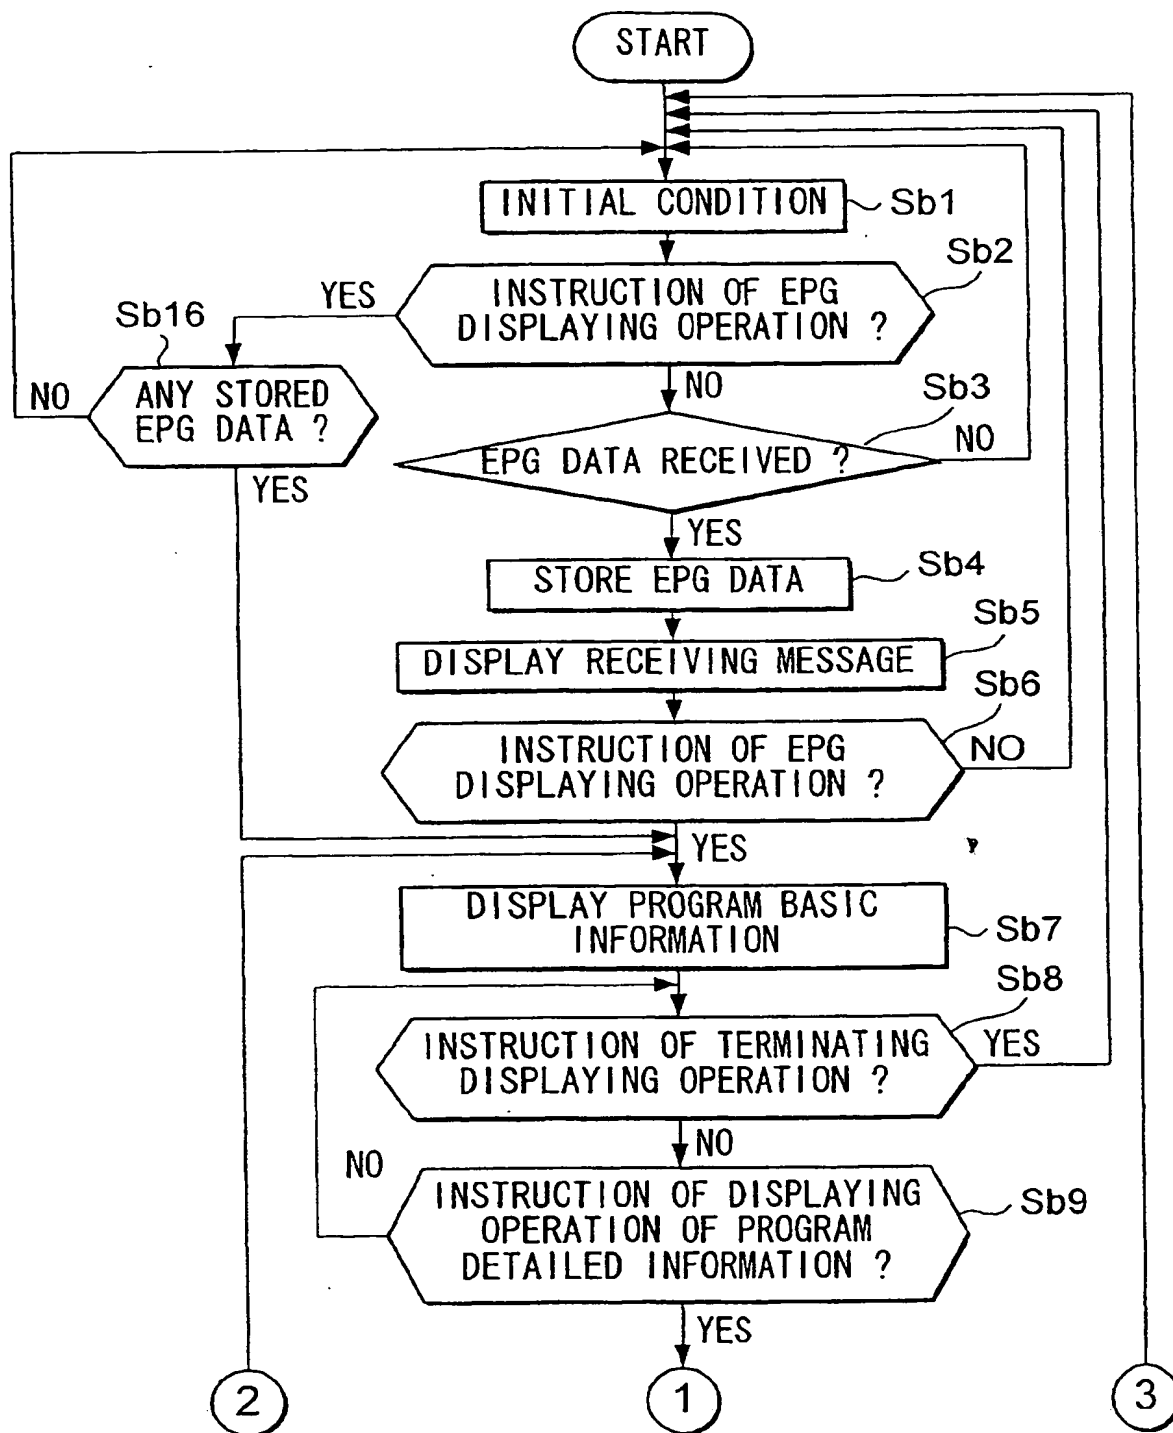 START
INITIAL CONDITION
Sb1
INSTRUCTION OF EPG
DISPLAYING OPERATION ?
Sb2
YES
NO
Sb16
ANY STORED
EPG DATA ?
NO
YES
EPG DATA RECEIVED ?
Sb3
NO
YES
STORE EPG DATA
Sb4
DISPLAY RECEIVING MESSAGE
Sb5
INSTRUCTION OF EPG
DISPLAYING OPERATION ?
Sb6
NO
YES
DISPLAY PROGRAM BASIC
INFORMATION
Sb7
INSTRUCTION OF TERMINATING
DISPLAYING OPERATION ?
Sb8
YES
NO
INSTRUCTION OF DISPLAYING
OPERATION OF PROGRAM
DETAILED INFORMATION ?
Sb9
NO
YES
2
1
3